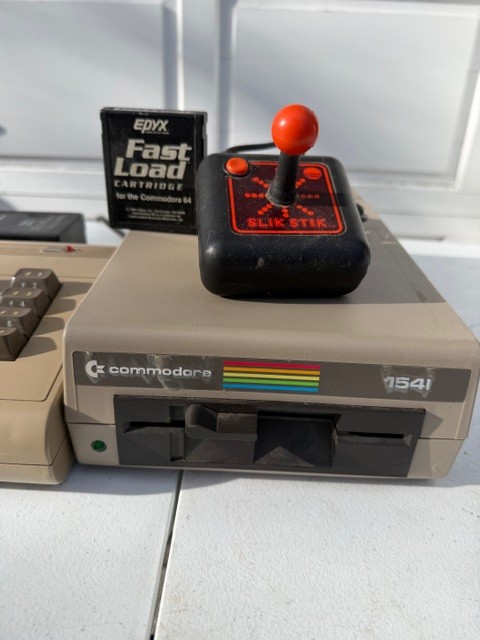 EPYX
Fast
Load
CARTRIDGE
for the Commodore 64
SLIK STIK
commodore
1541